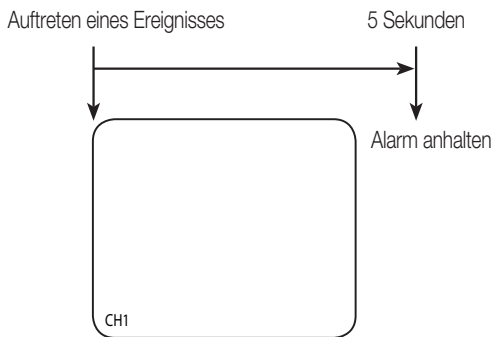 Auftreten eines Ereignisses
5 Sekunden
Alarm anhalten
CH1